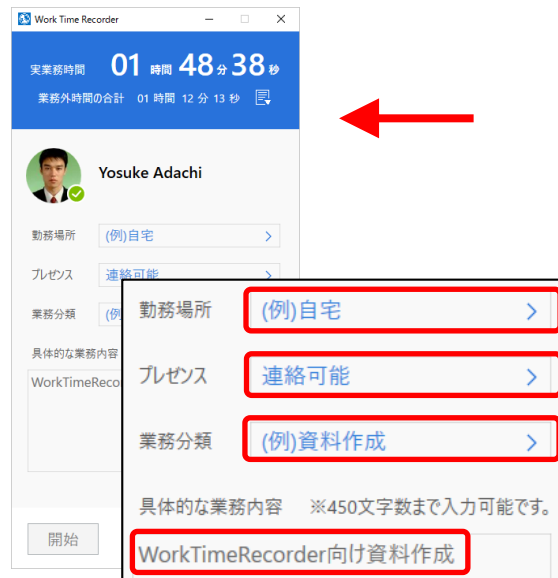 Work Time Recorder
実業務時間 01 時間 48 分 38 秒
業務外時間の合計 01 時間 12 分 13 秒
Yosuke Adachi
勤務場所 (例)自宅
プレゼンス 連絡可能
業務分類 (例
具体的な業務内容
WorkTimeReco
開始
勤務場所 (例)自宅
プレゼンス 連絡可能
業務分類 (例)資料作成
具体的な業務内容 ※450文字数まで入力可能です。
WorkTimeRecorder向け資料作成